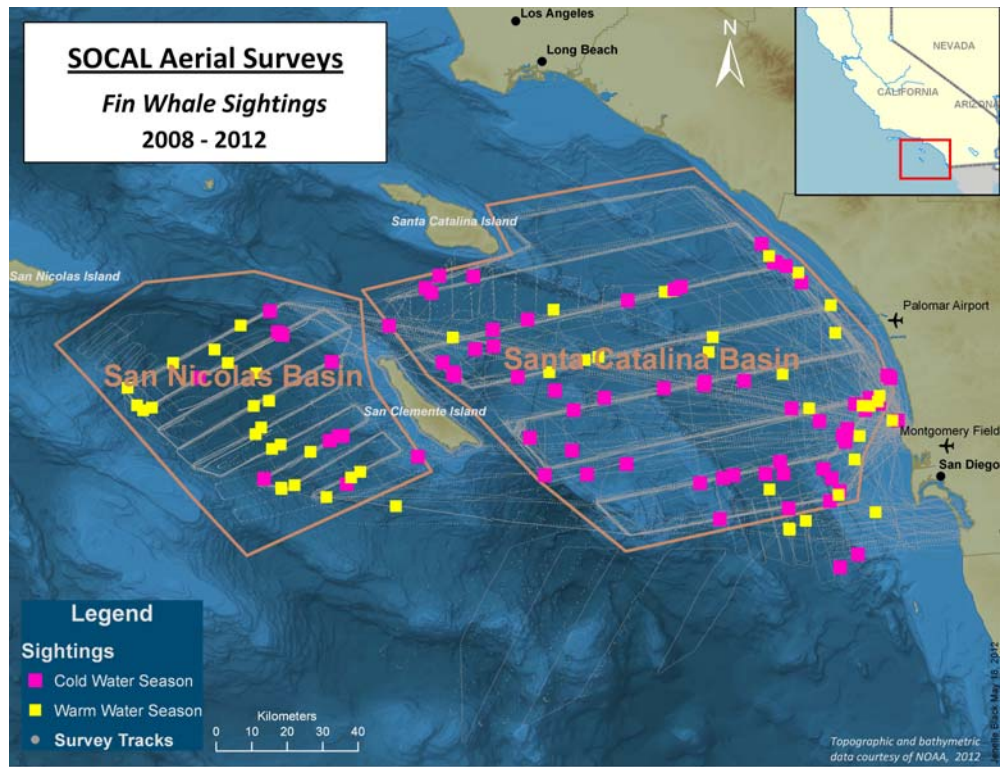 SOCAL Aerial Surveys
Fin Whale Sightings
2008 - 2012
Los Angeles
Long Beach
N
NEVADA
CALIFORNIA
ARIZONA
Santa Catalina Island
San Nicolas Island
Palomar Airport
San Nicolas Basin
Santa Catalina Basin
San Clemente Island
Montgomery Field
San Diego
Legend
Sightings
Cold Water Season
Warm Water Season
Survey Tracks
Kilometers
0 10 20 30 40
Topographic and bathymetric
data courtesy of NOAA, 2012
May 16, 2012